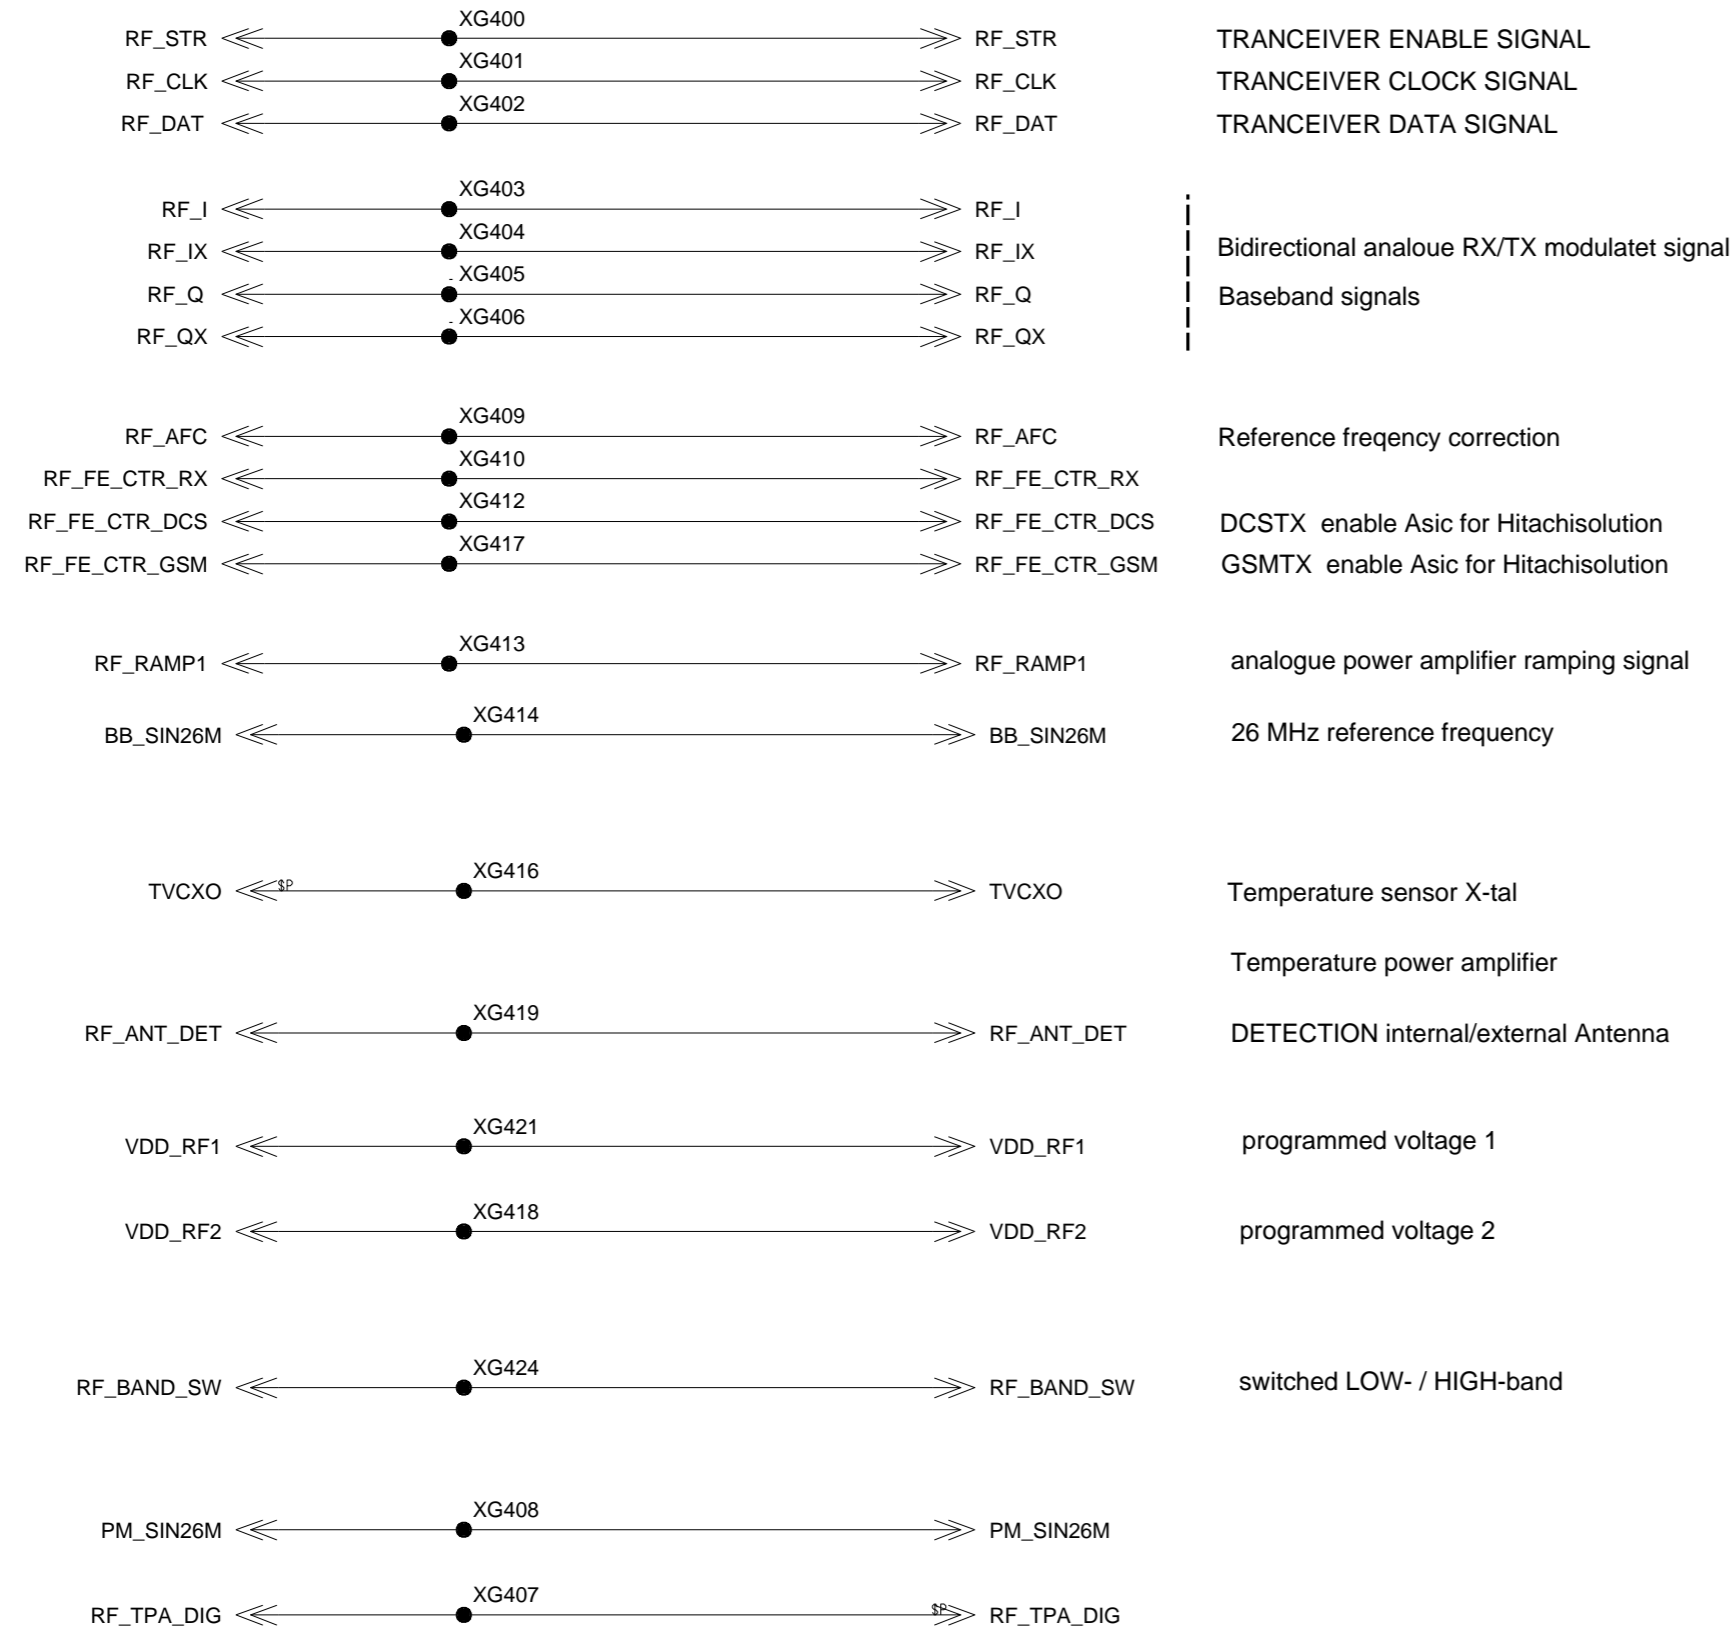 XG400
RF_STR RF_STR TRANCEIVER ENABLE SIGNAL
XG401
RF_CLK RF_CLK TRANCEIVER CLOCK SIGNAL
XG402
RF_DAT RF_DAT TRANCEIVER DATA SIGNAL
XG403
RF_I RF_I
XG404
RF_IX RF_IX Bidirectional analoue RX/TX modulatet signal
XG405
RF_Q RF_Q Baseband signals
XG406
RF_QX RF_QX
XG409
RF_AFC RF_AFC Reference freqency correction
XG410
RF_FE_CTR_RX RF_FE_CTR_RX
XG412
RF_FE_CTR_DCS RF_FE_CTR_DCS DCSTX enable Asic for Hitachisolution
XG417
RF_FE_CTR_GSM RF_FE_CTR_GSM GSMTX enable Asic for Hitachisolution
XG413
RF_RAMP1 RF_RAMP1 analogue power amplifier ramping signal
XG414
BB_SIN26M BB_SIN26M 26 MHz reference frequency
XG416
TVCXO $P TVCXO Temperature sensor X-tal
Temperature power amplifier
XG419
RF_ANT_DET RF_ANT_DET DETECTION internal/external Antenna
XG421
VDD_RF1 VDD_RF1 programmed voltage 1
XG418
VDD_RF2 VDD_RF2 programmed voltage 2
XG424
RF_BAND_SW RF_BAND_SW switched LOW- / HIGH-band
XG408
PM_SIN26M PM_SIN26M
XG407
RF_TPA_DIG $P RF_TPA_DIG